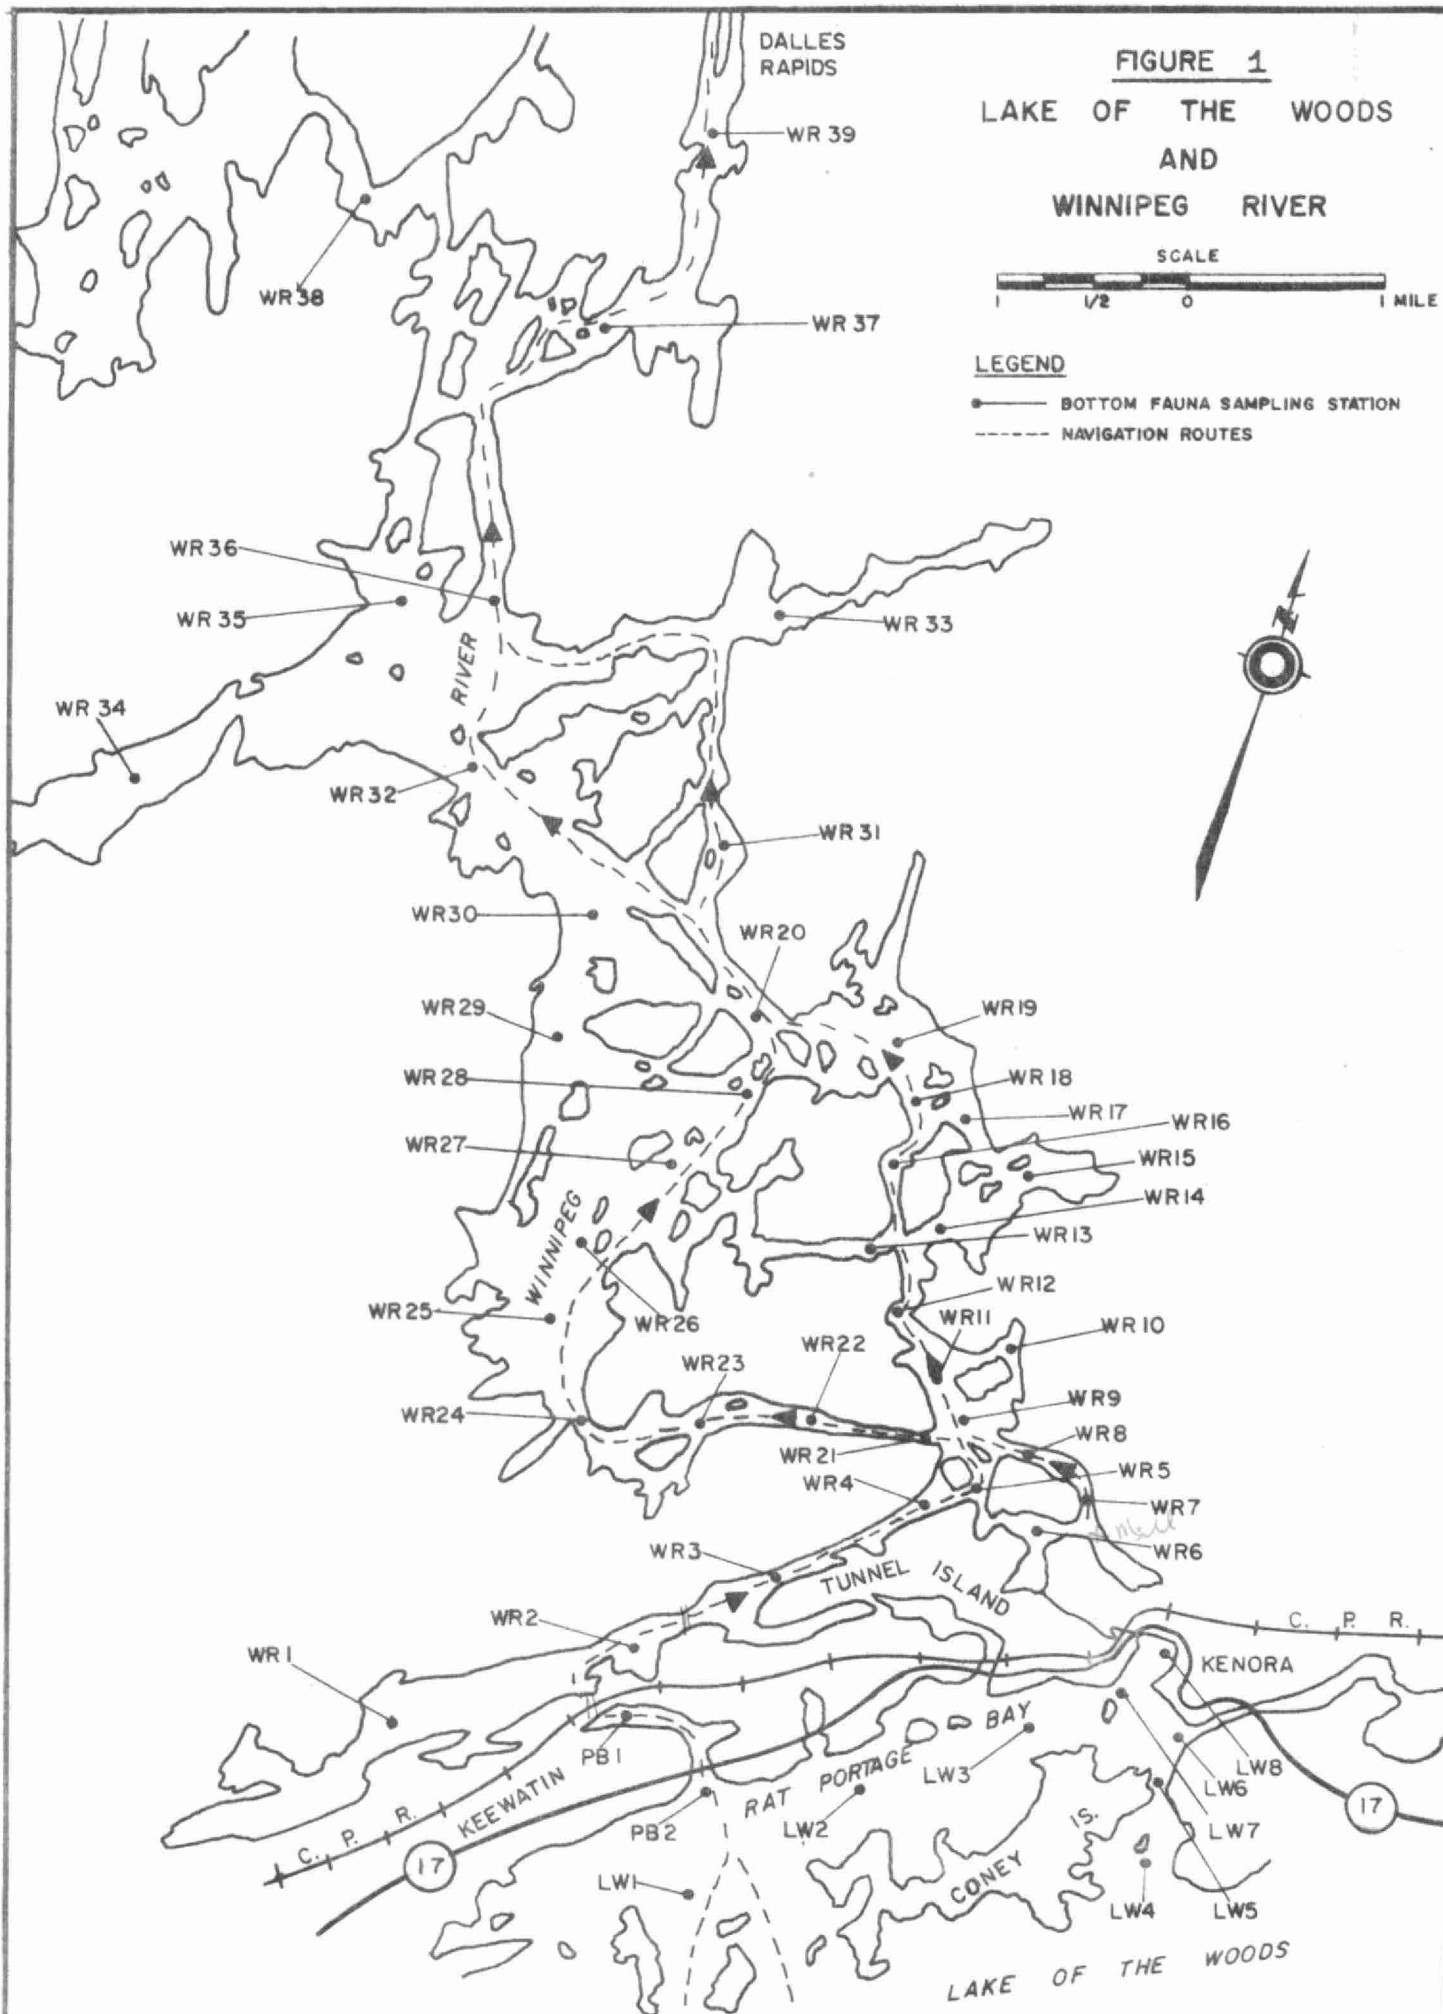 DALLES
RAPIDS
FIGURE 1
LAKE OF THE WOODS
AND
WINNIPEG RIVER
SCALE
1 1/2 0 1 MILE
LEGEND
BOTTOM FAUNA SAMPLING STATION
NAVIGATION ROUTES
WR 39
WR 38
WR 37
WR 36
WR 35
WR 33
RIVER
N
WR 34
WR 32
WR 31
WR30
WR20
WR29
WR19
WR28
WR 18
WR 17
WR16
WR27
WR15
WR14
WINNIPEG
WR13
WR12
WR25
WR26
WR11
WR 10
WR22
WR23
WR24
WR9
WR8
WR21
WR5
WR4
WR7
WR6
WR3
TUNNEL ISLAND
WR2
C. P. R.
WR 1
KENORA
PB 1
RAT PORTAGE BAY
LW3
LW8
LW6
KEEWATIN
C. P. R.
17
17
PB2
LW2
LW7
CONEY IS.
LW1
LW4
LW5
LAKE OF THE WOODS